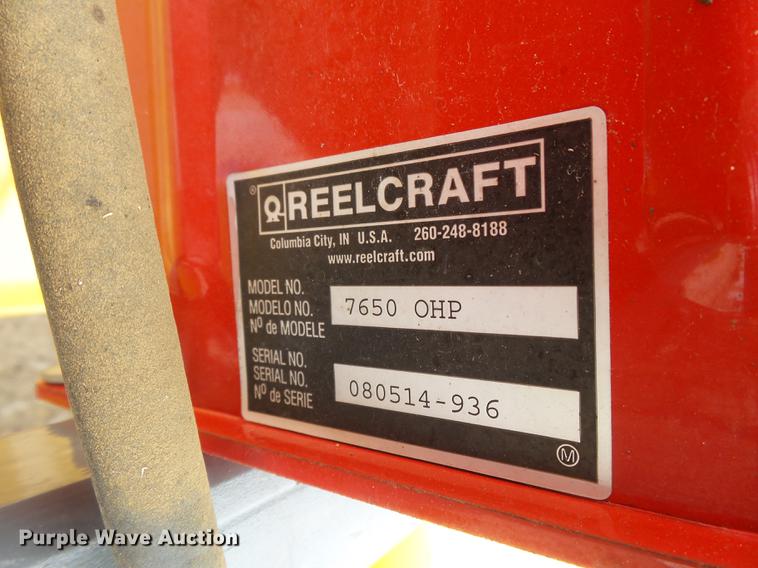 ® REELCRAFT
Columbia City, IN U.S.A. 260-248-8188
www.reelcraft.com
MODEL NO.
MODELO NO.
Nº de MODELE
7650 OHP
SERIAL NO.
SERIAL NO.
Nº de SERIE
080514-936
M
Purple Wave Auction®